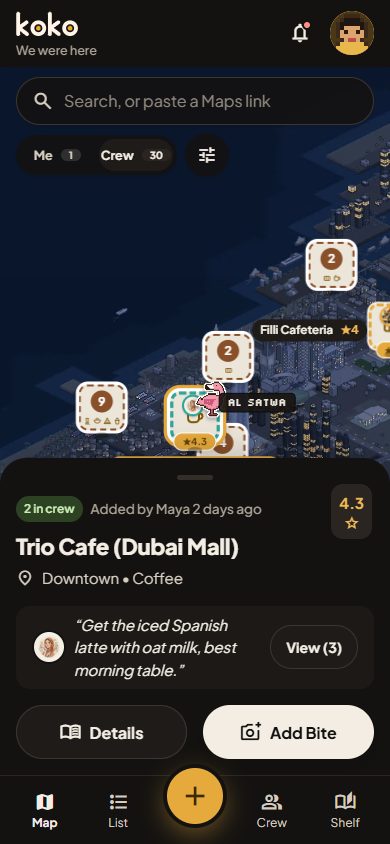 koko
We were here
Search, or paste a Maps link
Me 1 Crew 30
2
Filli Cafeteria ★4
2
9
AL SATWA
★4.3
4
2 in crew Added by Maya 2 days ago
4.3
Trio Cafe (Dubai Mall)
Downtown • Coffee
“Get the iced Spanish
latte with oat milk, best
morning table.”
View (3)
Details
Add Bite
Map
List
Crew
Shelf